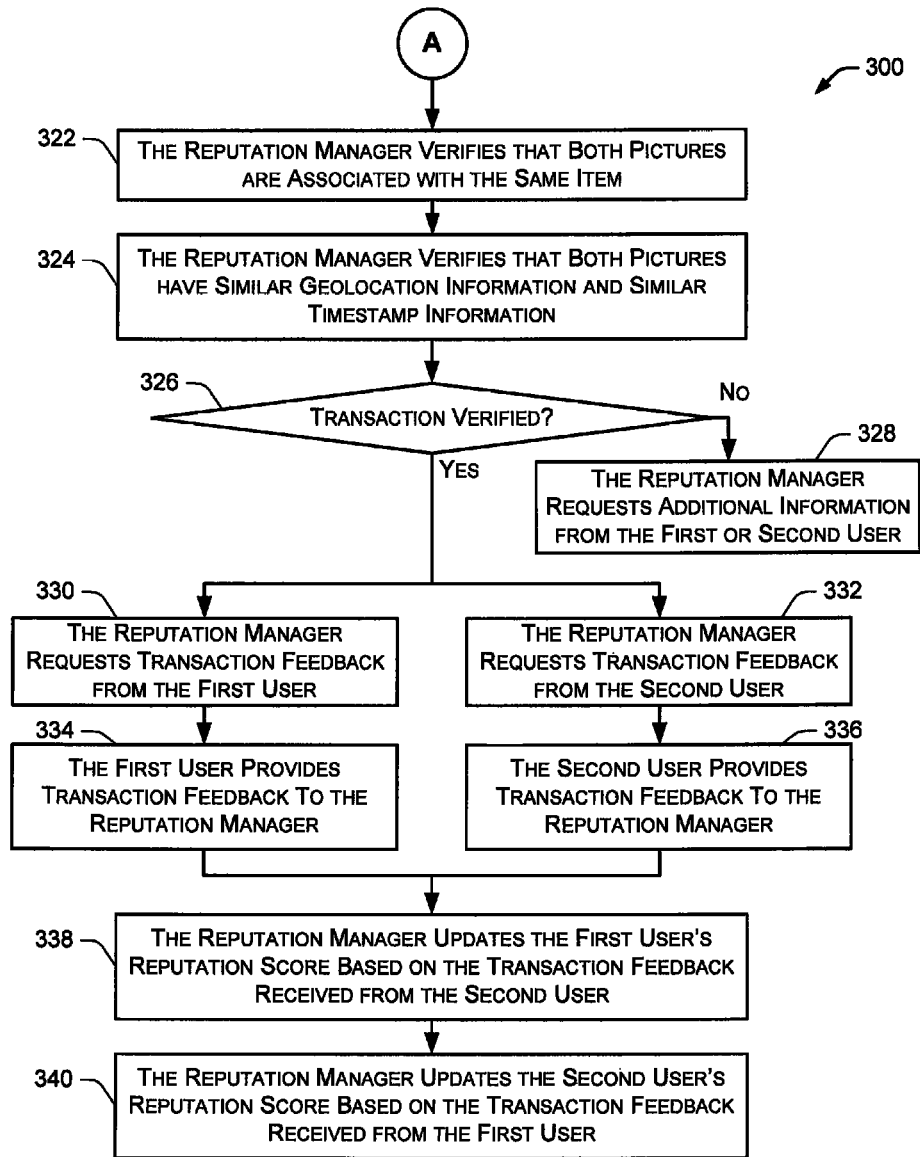 A
300
322
THE REPUTATION MANAGER VERIFIES THAT BOTH PICTURES
ARE ASSOCIATED WITH THE SAME ITEM
324
THE REPUTATION MANAGER VERIFIES THAT BOTH PICTURES
HAVE SIMILAR GEOLOCATION INFORMATION AND SIMILAR
TIMESTAMP INFORMATION
326
TRANSACTION VERIFIED?
NO
YES
328
THE REPUTATION MANAGER
REQUESTS ADDITIONAL INFORMATION
FROM THE FIRST OR SECOND USER
330
THE REPUTATION MANAGER
REQUESTS TRANSACTION FEEDBACK
FROM THE FIRST USER
332
THE REPUTATION MANAGER
REQUESTS TRANSACTION FEEDBACK
FROM THE SECOND USER
334
THE FIRST USER PROVIDES
TRANSACTION FEEDBACK TO THE
REPUTATION MANAGER
336
THE SECOND USER PROVIDES
TRANSACTION FEEDBACK TO THE
REPUTATION MANAGER
338
THE REPUTATION MANAGER UPDATES THE FIRST USER'S
REPUTATION SCORE BASED ON THE TRANSACTION FEEDBACK
RECEIVED FROM THE SECOND USER
340
THE REPUTATION MANAGER UPDATES THE SECOND USER'S
REPUTATION SCORE BASED ON THE TRANSACTION FEEDBACK
RECEIVED FROM THE FIRST USER